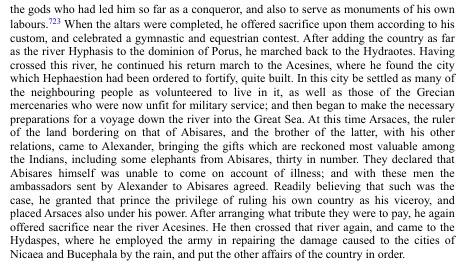 the gods who had led him so far as a conqueror, and also to serve as monuments of his own
labours.723 When the altars were completed, he offered sacrifice upon them according to his
custom, and celebrated a gymnastic and equestrian contest. After adding the country as far
as the river Hyphasis to the dominion of Porus, he marched back to the Hydraotes. Having
crossed this river, he continued his return march to the Acesines, where he found the city
which Hephaestion had been ordered to fortify, quite built. In this city be settled as many of
the neighbouring people as volunteered to live in it, as well as those of the Grecian
mercenaries who were now unfit for military service; and then began to make the necessary
preparations for a voyage down the river into the Great Sea. At this time Arsaces, the ruler
of the land bordering on that of Abisares, and the brother of the latter, with his other
relations, came to Alexander, bringing the gifts which are reckoned most valuable among
the Indians, including some elephants from Abisares, thirty in number. They declared that
Abisares himself was unable to come on account of illness; and with these men the
ambassadors sent by Alexander to Abisares agreed. Readily believing that such was the
case, he granted that prince the privilege of ruling his own country as his viceroy, and
placed Arsaces also under his power. After arranging what tribute they were to pay, he again
offered sacrifice near the river Acesines. He then crossed that river again, and came to the
Hydaspes, where he employed the army in repairing the damage caused to the cities of
Nicaea and Bucephala by the rain, and put the other affairs of the country in order.